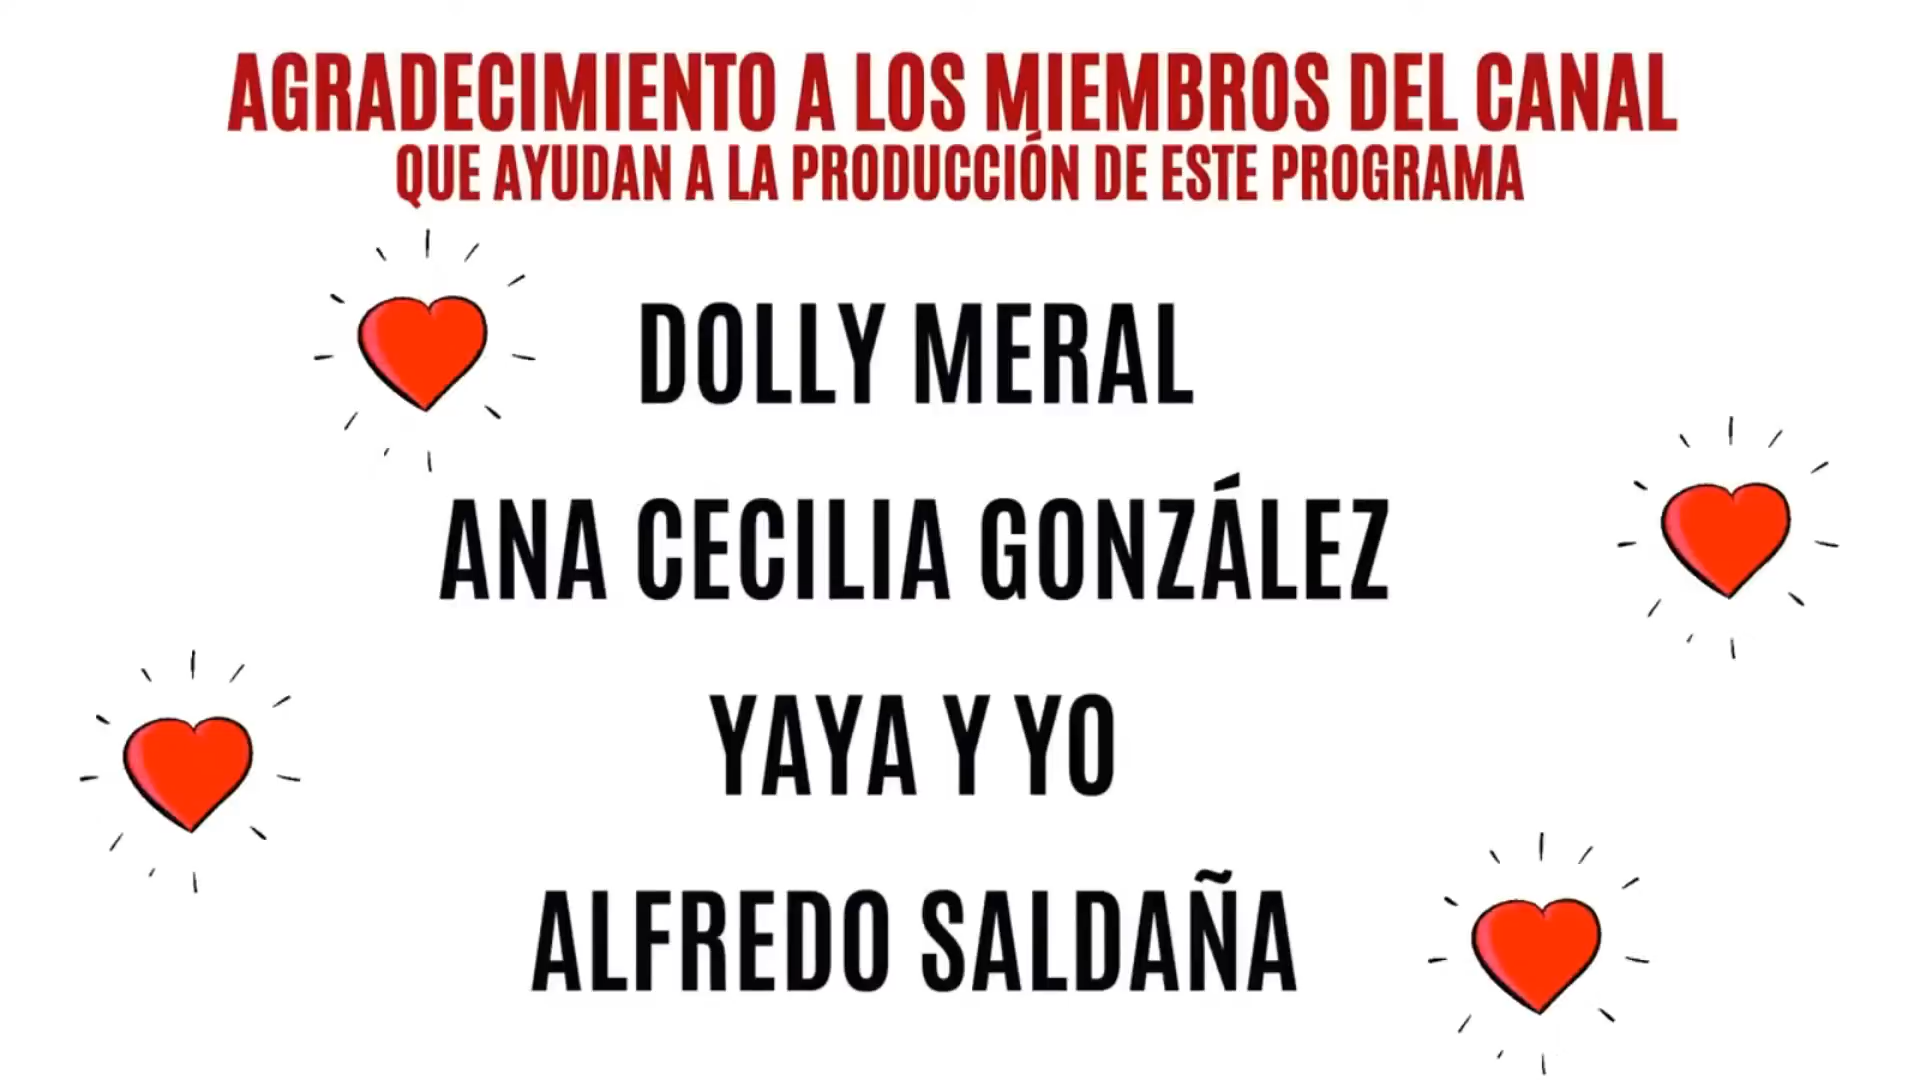 AGRADECIMIENTO A LOS MIEMBROS DEL CANAL
QUE AYUDAN A LA PRODUCCIÓN DE ESTE PROGRAMA
DOLLY MERAL
ANA CECILIA GONZÁLEZ
YAYA Y YO
ALFREDO SALDAÑA